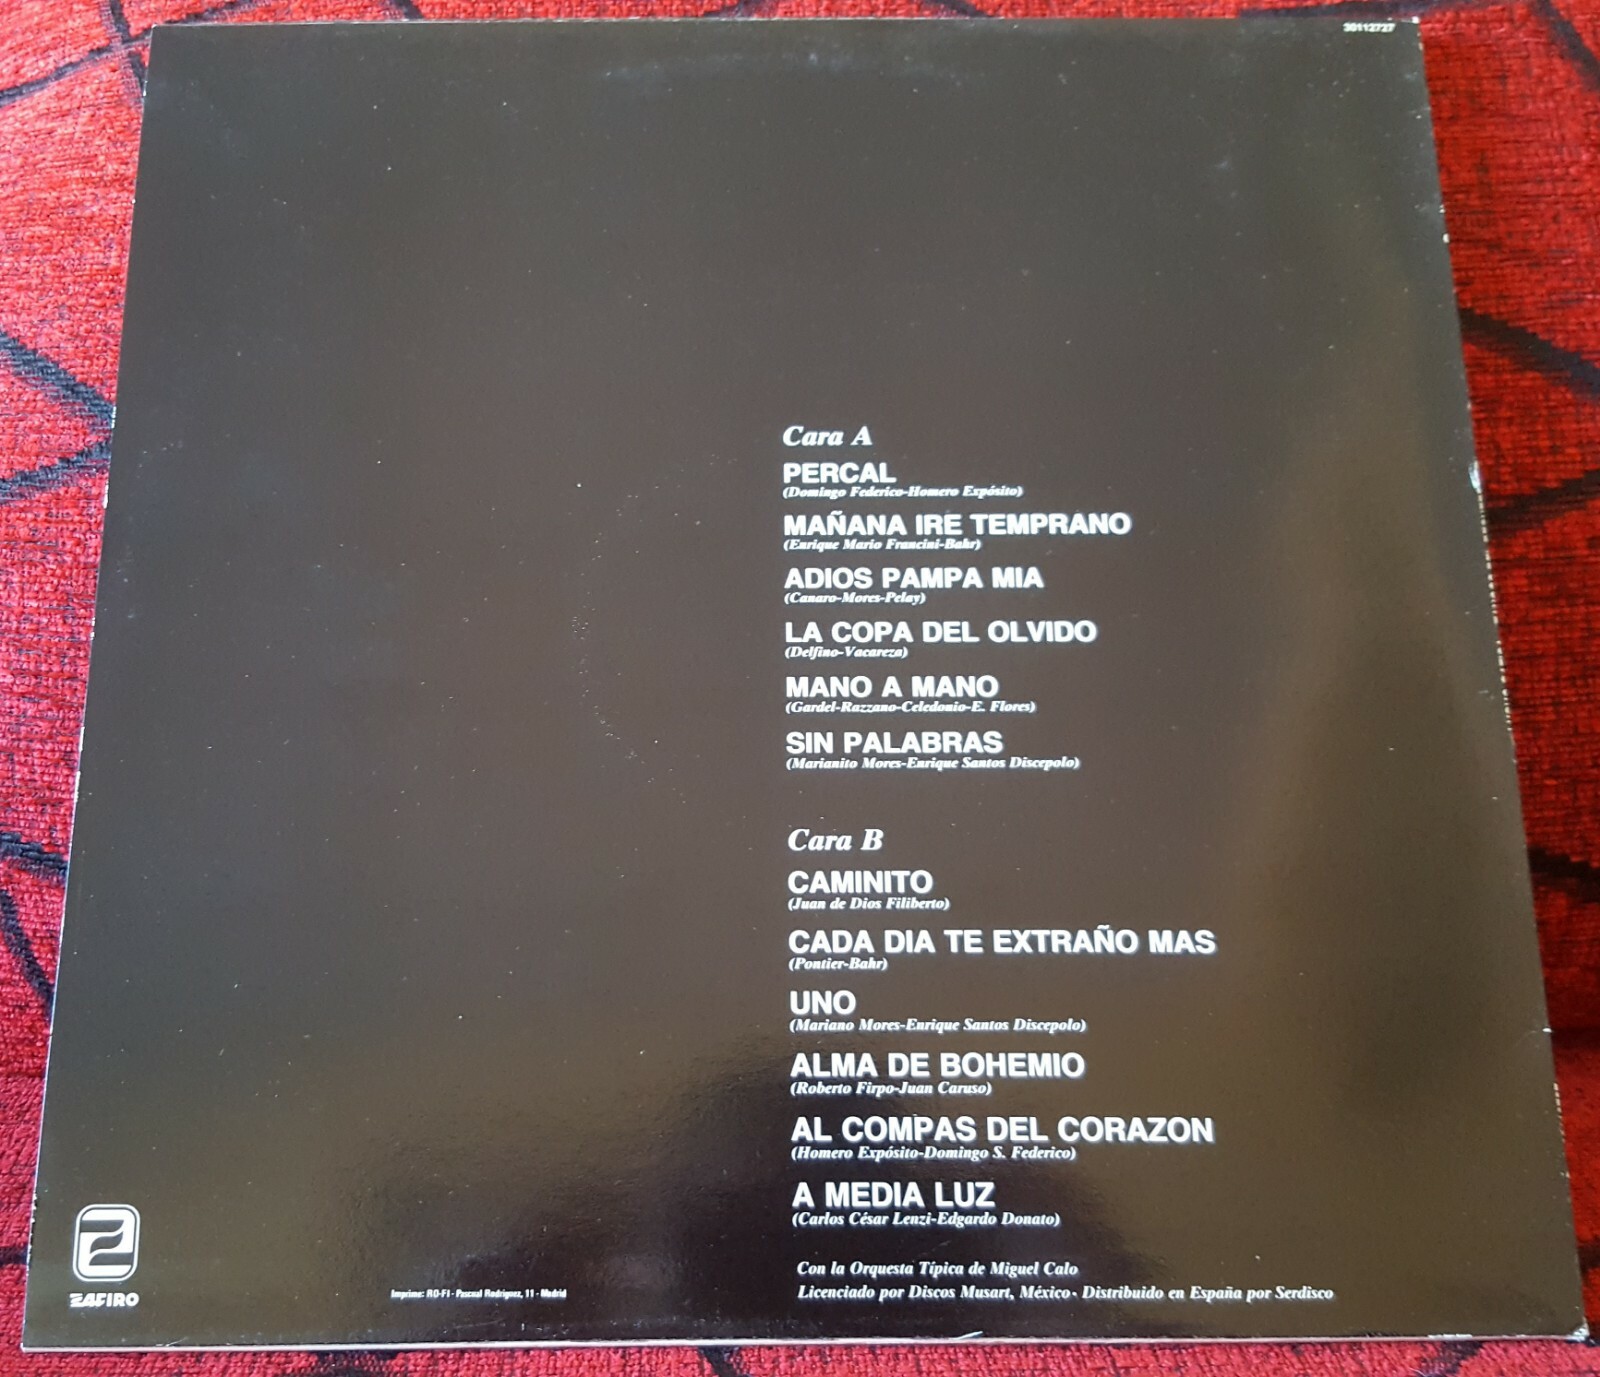 30112727
Cara A
PERCAL
(Domingo Federico-Homero Expósito)
MAÑANA IRE TEMPRANO
(Enrique Mario Francini-Bahr)
ADIOS PAMPA MIA
(Canaro-Mores-Pelay)
LA COPA DEL OLVIDO
(Delfino-Vacareza)
MANO A MANO
(Gardel-Razzano-Celedonio-E. Flores)
SIN PALABRAS
(Marianito Mores-Enrique Santos Discepolo)
Cara B
CAMINITO
(Juan de Dios Filiberto)
CADA DIA TE EXTRAÑO MAS
(Pontier-Bahr)
UNO
(Mariano Mores-Enrique Santos Discepolo)
ALMA DE BOHEMIO
(Roberto Firpo-Juan Caruso)
AL COMPAS DEL CORAZON
(Homero Expósito-Domingo S. Federico)
A MEDIA LUZ
(Carlos César Lenzi-Edgardo Donato)
Con la Orquesta Típica de Miguel Calo
Licenciado por Discos Musart, México - Distribuido en España por Serdisco
Imprime: RO-FI - Pascual Rodríguez, 11 - Madrid
ZAFIRO